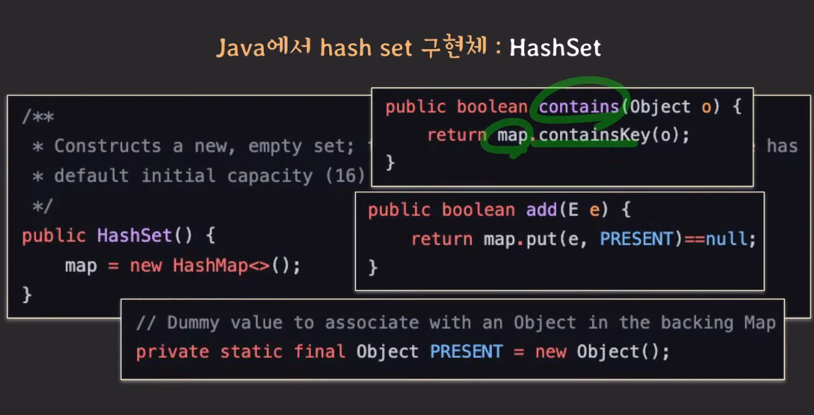 Java에서 hash set 구현체 : HashSet
/**
* Constructs a new, empty set;
has
* default initial capacity (16)
*/
public HashSet() {
map = new HashMap<>();
}
public boolean contains(Object o) {
return map.containsKey(o);
}
public boolean add(E e) {
return map.put(e, PRESENT)==null;
}
// Dummy value to associate with an Object in the backing Map
private static final Object PRESENT = new Object();